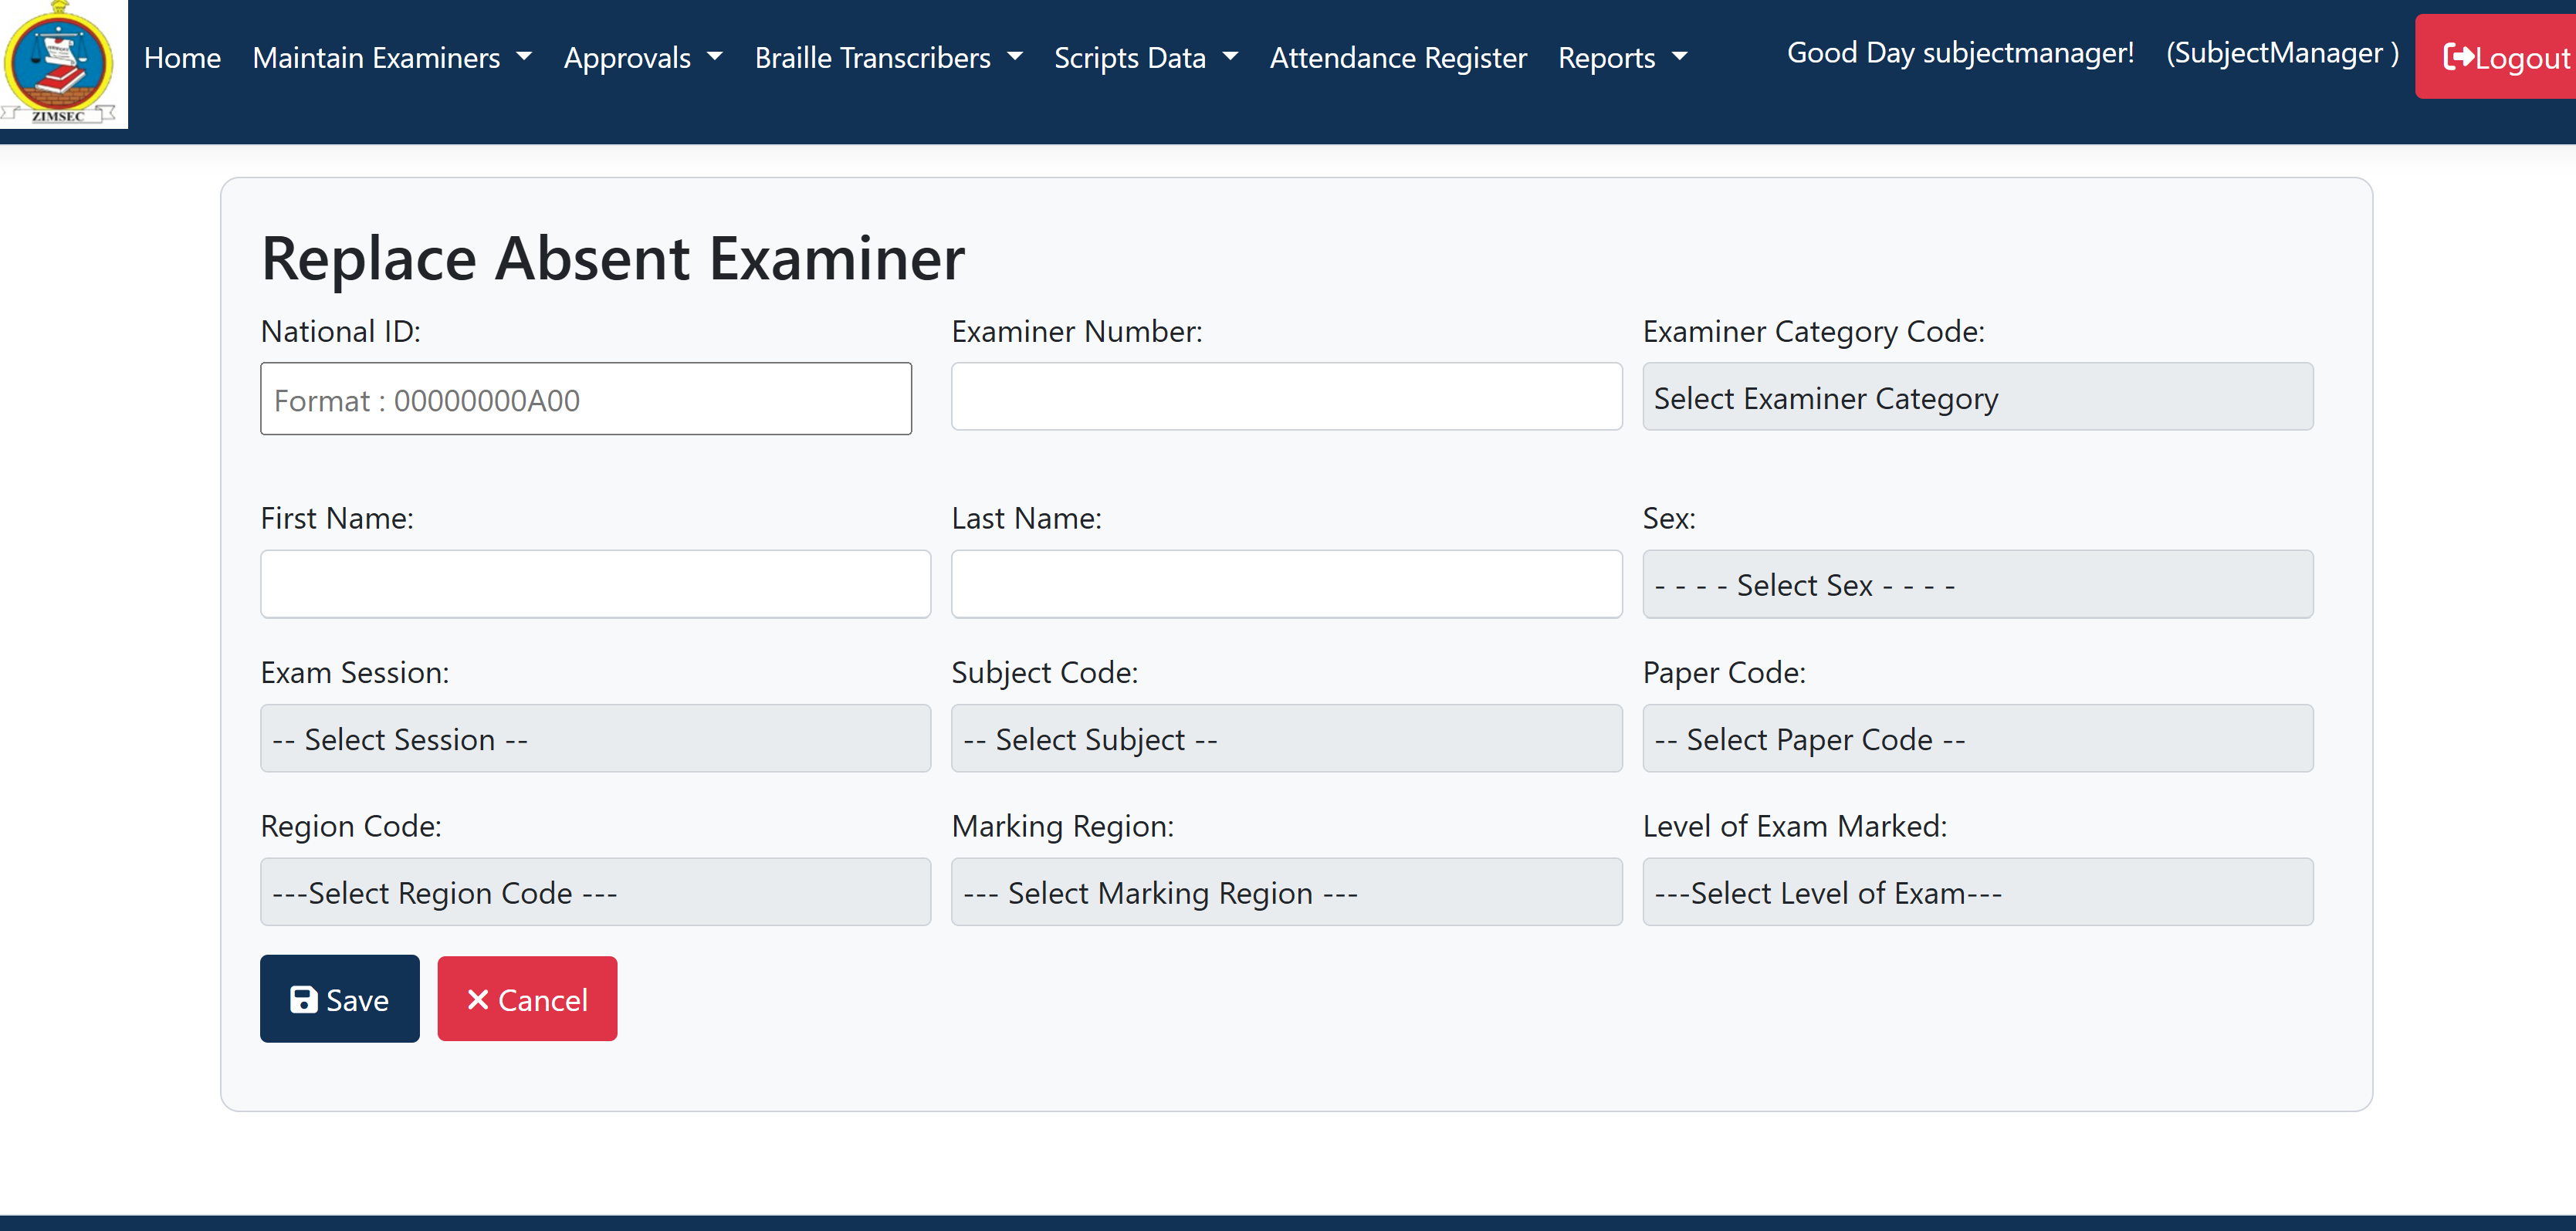 ZIMSEC
Home Maintain Examiners Approvals Braille Transcribers Scripts Data Attendance Register Reports Good Day subjectmanager! (SubjectManager ) Logout
Replace Absent Examiner
National ID: Examiner Number: Examiner Category Code:
Format : 00000000A00 Select Examiner Category
First Name: Last Name: Sex:
- - - - Select Sex - - - -
Exam Session: Subject Code: Paper Code:
-- Select Session -- -- Select Subject -- -- Select Paper Code --
Region Code: Marking Region: Level of Exam Marked:
---Select Region Code --- --- Select Marking Region --- ---Select Level of Exam---
Save Cancel